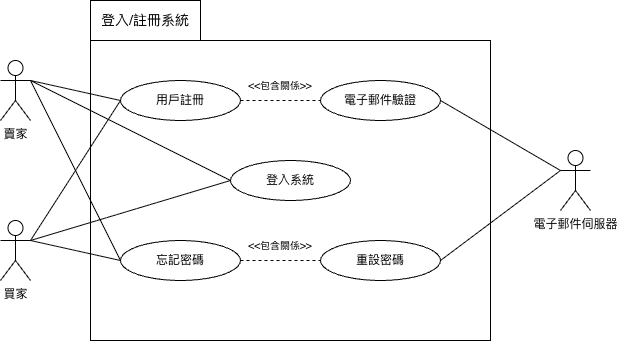 登入/註冊系統
<<包含關係>>
用戶註冊
電子郵件驗證
賣家
登入系統
電子郵件伺服器
<<包含關係>>
忘記密碼
重設密碼
買家